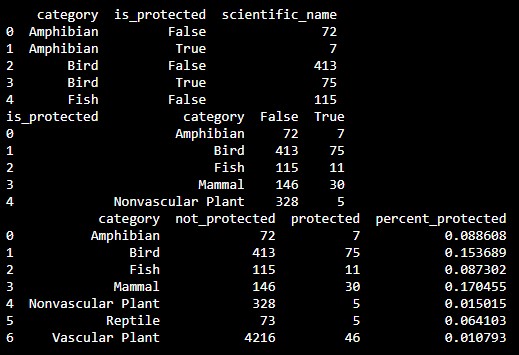 category is_protected scientific_name
0 Amphibian False 72
1 Amphibian True 7
2 Bird False 413
3 Bird True 75
4 Fish False 115
is_protected category False True
0 Amphibian 72 7
1 Bird 413 75
2 Fish 115 11
3 Mammal 146 30
4 Nonvascular Plant 328 5
category not_protected protected percent_protected
0 Amphibian 72 7 0.088608
1 Bird 413 75 0.153689
2 Fish 115 11 0.087302
3 Mammal 146 30 0.170455
4 Nonvascular Plant 328 5 0.015015
5 Reptile 73 5 0.064103
6 Vascular Plant 4216 46 0.010793